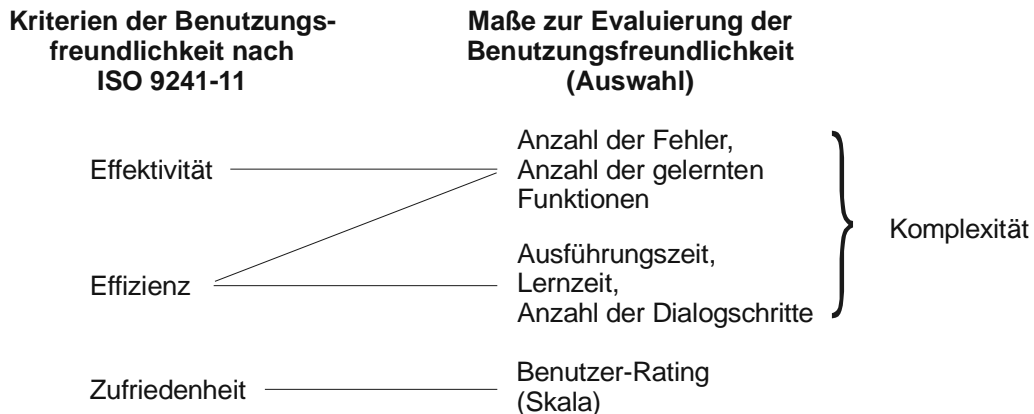 Kriterien der Benutzungs-
freundlichkeit nach
ISO 9241-11
Maße zur Evaluierung der
Benutzungsfreundlichkeit
(Auswahl)
Effektivität
Anzahl der Fehler,
Anzahl der gelernten
Funktionen
Effizienz
Ausführungszeit,
Lernzeit,
Anzahl der Dialogschritte
Komplexität
Zufriedenheit
Benutzer-Rating
(Skala)